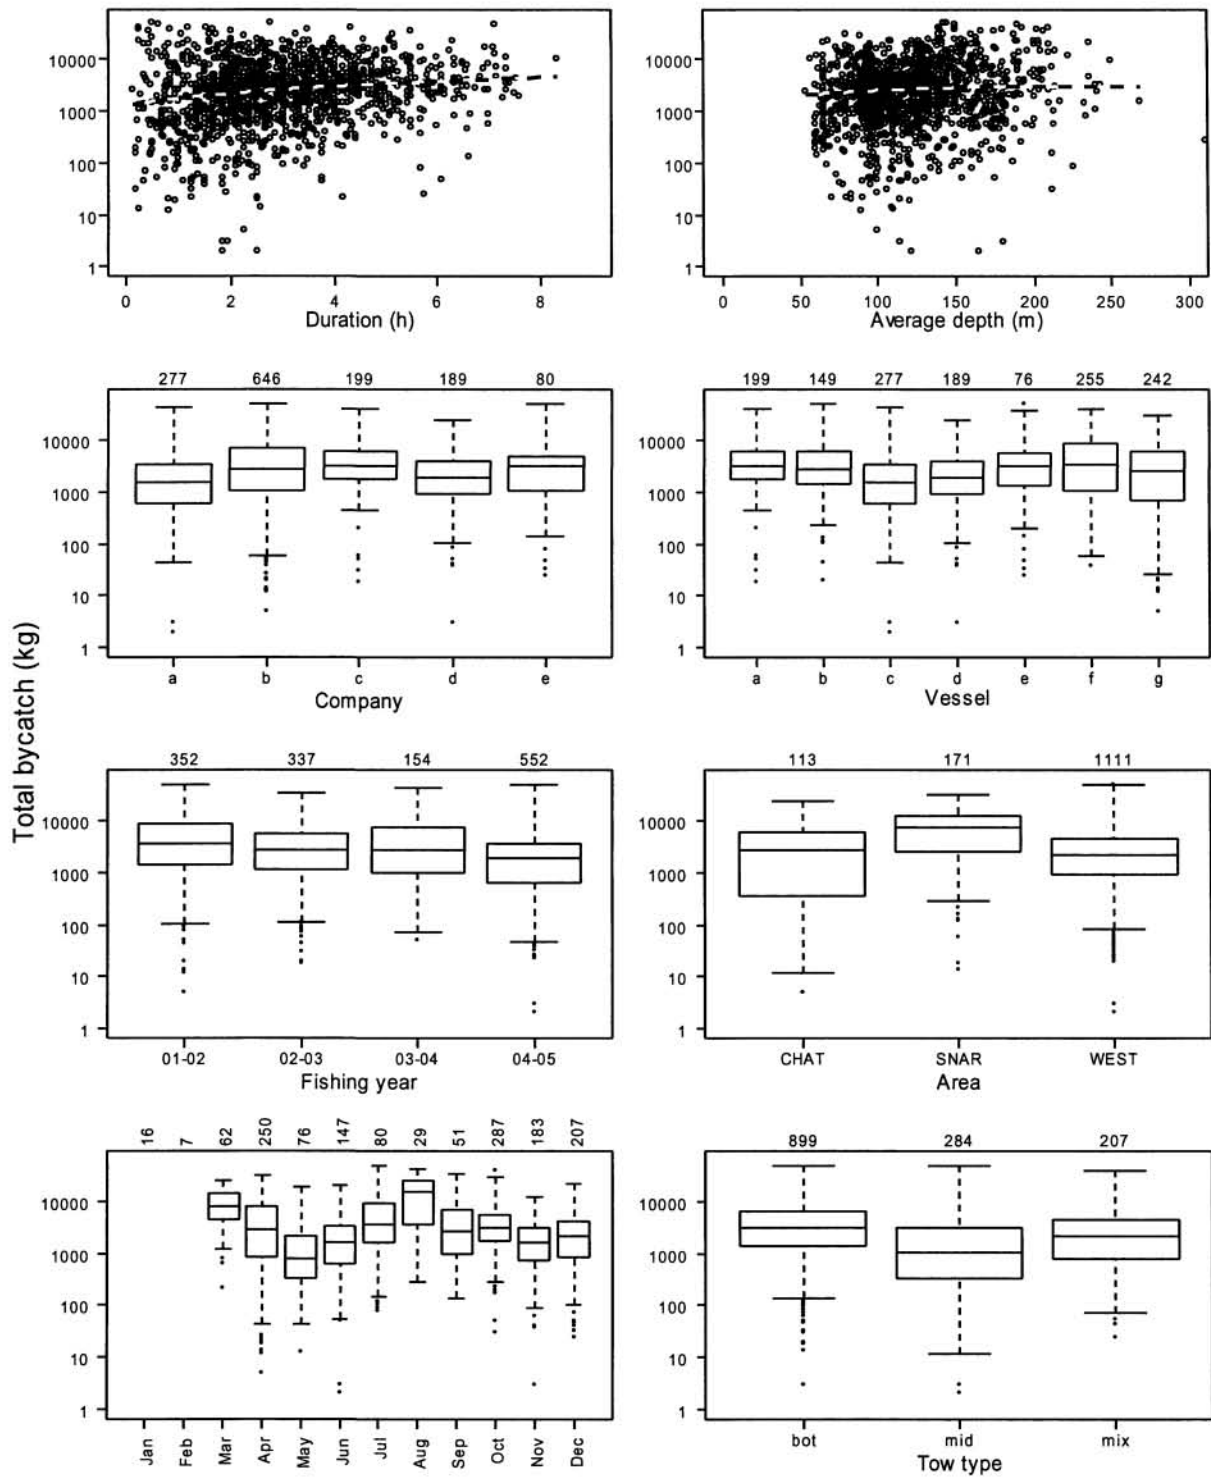 Total bycatch (kg)
10000
1000
100
10
1
0 2 4 6 8
Duration (h)
10000
1000
100
10
1
0 50 100 150 200 250 300
Average depth (m)
277 646 199 189 80
10000
1000
100
10
1
a b c d e
Company
199 149 277 189 76 255 242
10000
1000
100
10
1
a b c d e f g
Vessel
352 337 154 552
10000
1000
100
10
1
01-02 02-03 03-04 04-05
Fishing year
113 171 1111
10000
1000
100
10
1
CHAT SNAR WEST
Area
16 7 62 250 76 147 80 29 51 287 183 207
10000
1000
100
10
1
Jan Feb Mar Apr May Jun Jul Aug Sep Oct Nov Dec
899 284 207
10000
1000
100
10
1
bot mid mix
Tow type